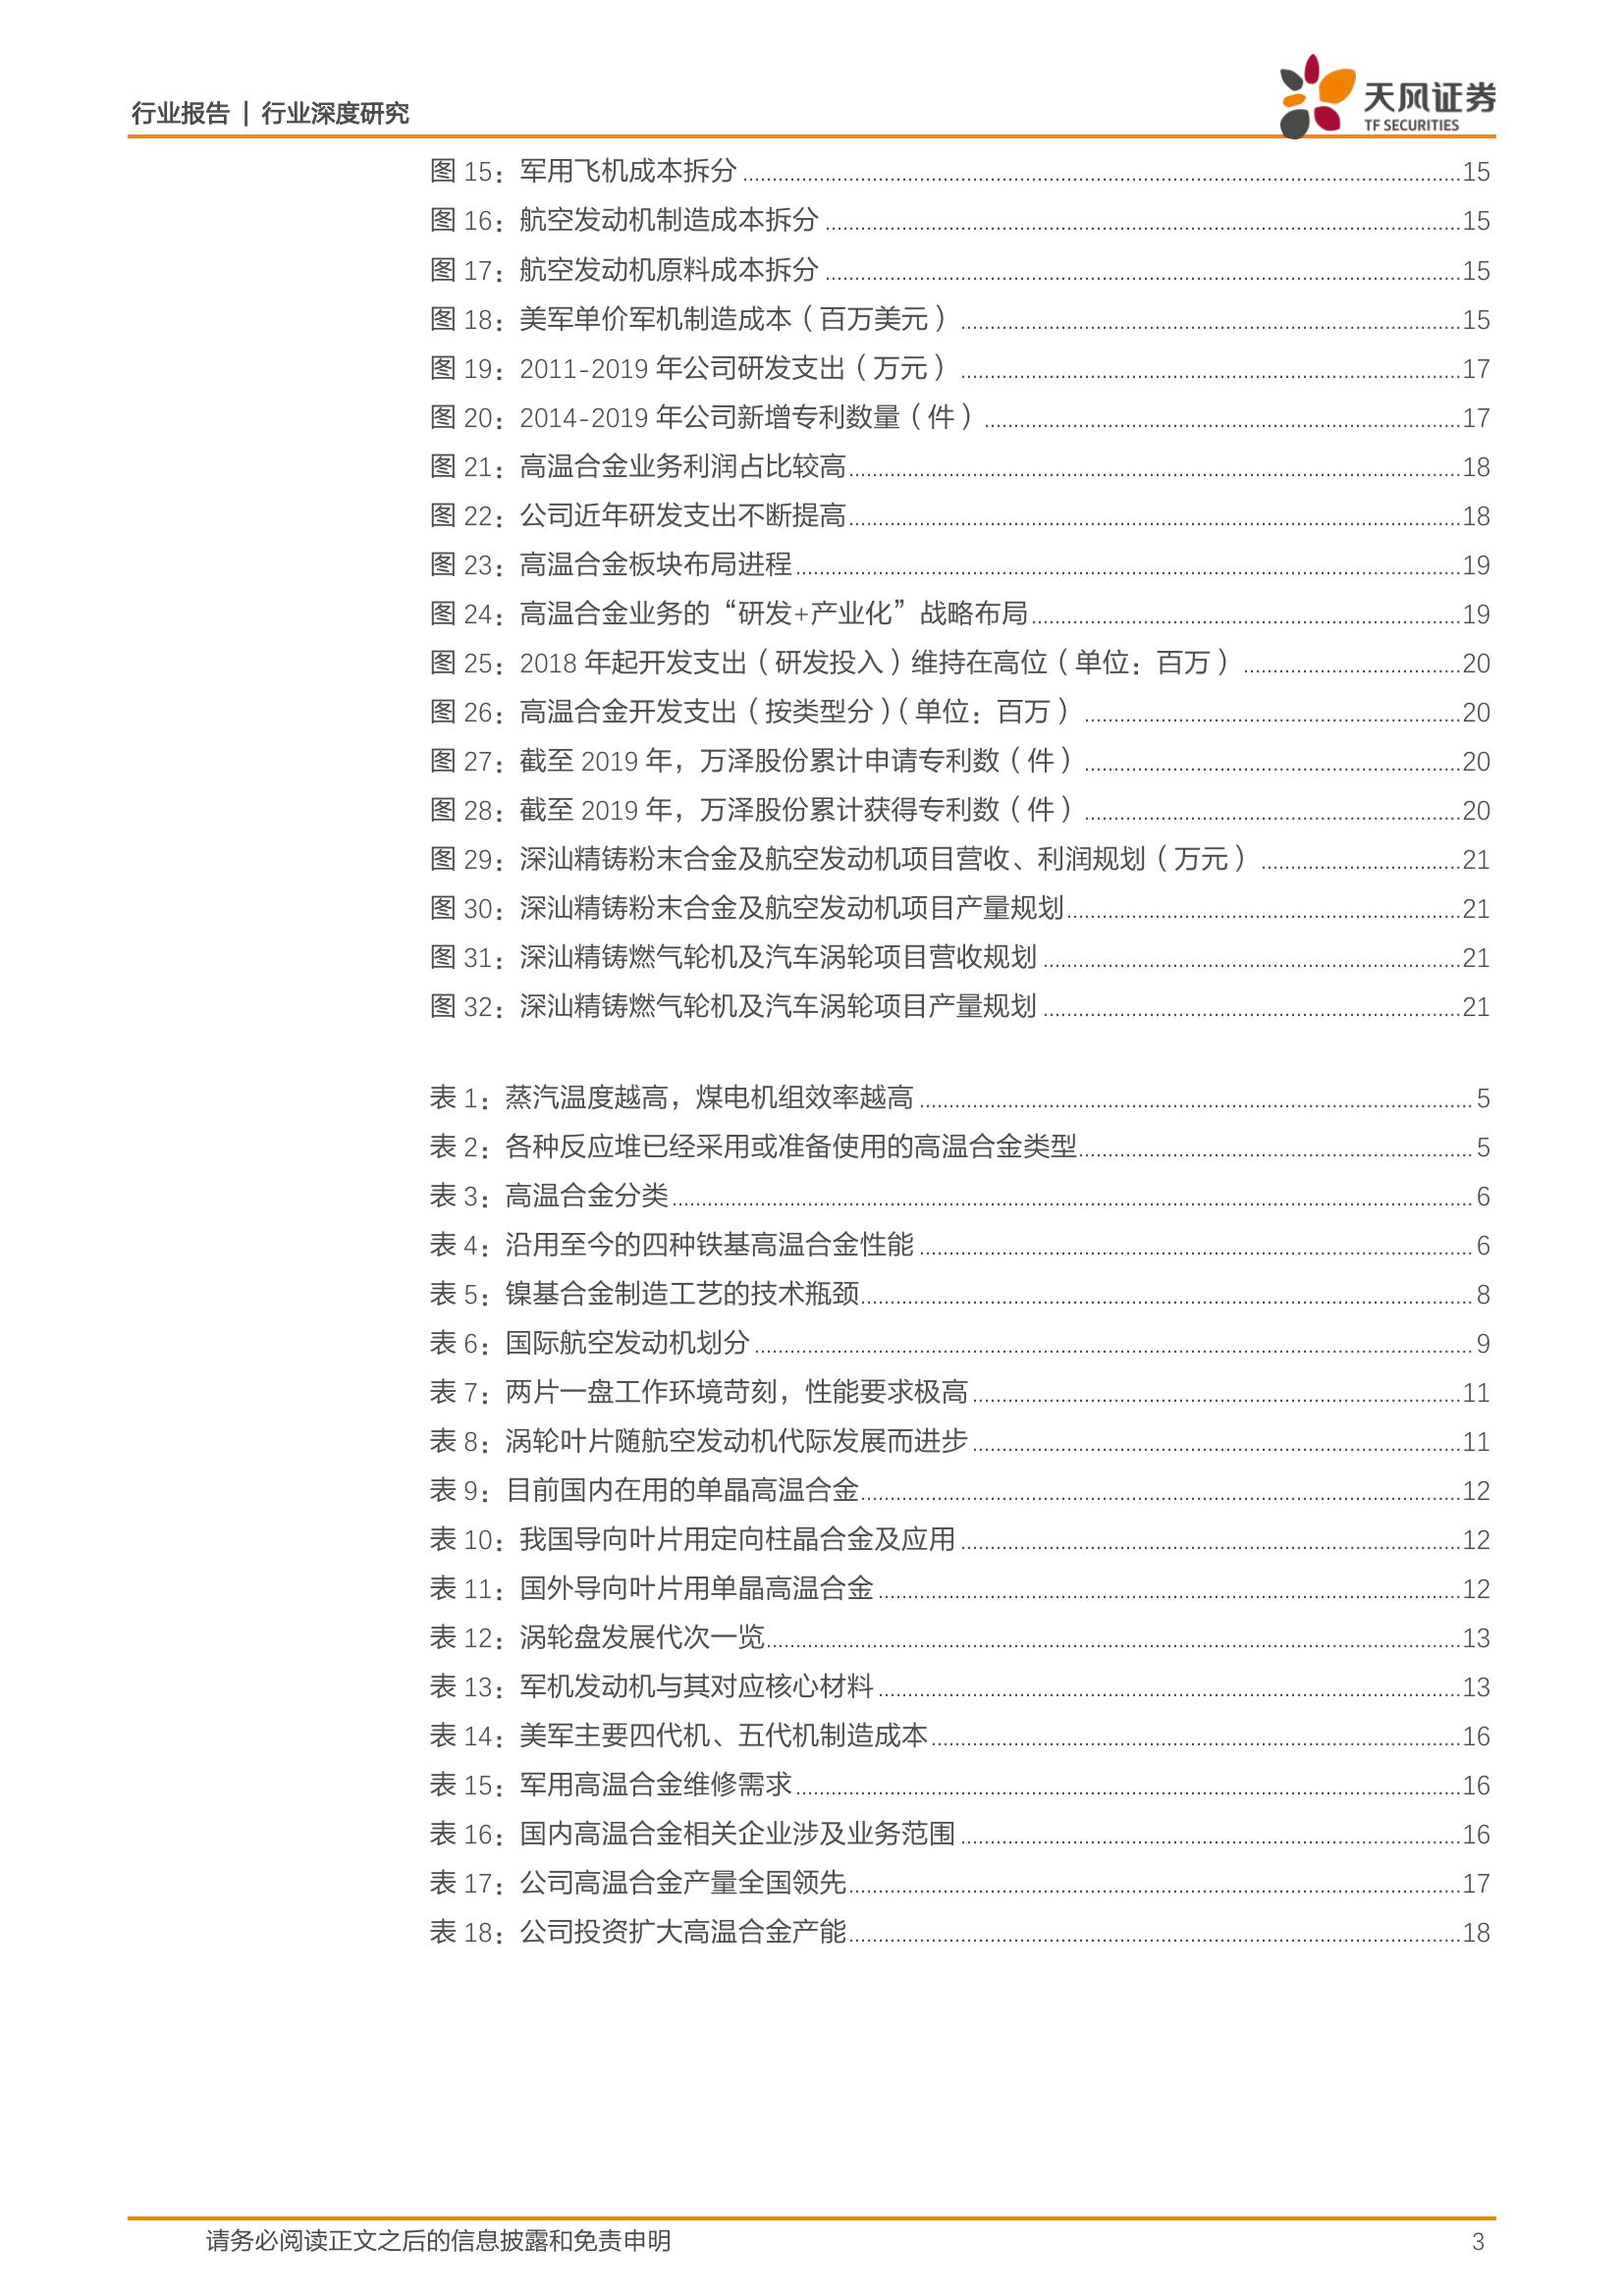 行业报告 | 行业深度研究
天风证券
TF SECURITIES
图 15：军用飞机成本拆分 ........ 15
图 16：航空发动机制造成本拆分 ........ 15
图 17：航空发动机原料成本拆分 ........ 15
图 18：美军单价军机制造成本（百万美元） ........ 15
图 19：2011-2019 年公司研发支出（万元） ........ 17
图 20：2014-2019 年公司新增专利数量（件） ........ 17
图 21：高温合金业务利润占比较高 ........ 18
图 22：公司近年研发支出不断提高 ........ 18
图 23：高温合金板块布局进程 ........ 19
图 24：高温合金业务的“研发+产业化”战略布局 ........ 19
图 25：2018 年起开发支出（研发投入）维持在高位（单位：百万） ........ 20
图 26：高温合金开发支出（按类型分）（单位：百万） ........ 20
图 27：截至 2019 年，万泽股份累计申请专利数（件） ........ 20
图 28：截至 2019 年，万泽股份累计获得专利数（件） ........ 20
图 29：深汕精铸粉末合金及航空发动机项目营收、利润规划（万元） ........ 21
图 30：深汕精铸粉末合金及航空发动机项目产量规划 ........ 21
图 31：深汕精铸燃气轮机及汽车涡轮项目营收规划 ........ 21
图 32：深汕精铸燃气轮机及汽车涡轮项目产量规划 ........ 21
表 1：蒸汽温度越高，煤电机组效率越高 ........ 5
表 2：各种反应堆已经采用或准备使用的高温合金类型 ........ 5
表 3：高温合金分类 ........ 6
表 4：沿用至今的四种铁基高温合金性能 ........ 6
表 5：镍基合金制造工艺的技术瓶颈 ........ 8
表 6：国际航空发动机划分 ........ 9
表 7：两片一盘工作环境苛刻，性能要求极高 ........ 11
表 8：涡轮叶片随航空发动机代际发展而进步 ........ 11
表 9：目前国内在用的单晶高温合金 ........ 12
表 10：我国导向叶片用定向柱晶合金及应用 ........ 12
表 11：国外导向叶片用单晶高温合金 ........ 12
表 12：涡轮盘发展代次一览 ........ 13
表 13：军机发动机与其对应核心材料 ........ 13
表 14：美军主要四代机、五代机制造成本 ........ 16
表 15：军用高温合金维修需求 ........ 16
表 16：国内高温合金相关企业涉及业务范围 ........ 16
表 17：公司高温合金产量全国领先 ........ 17
表 18：公司投资扩大高温合金产能 ........ 18
请务必阅读正文之后的信息披露和免责申明 3